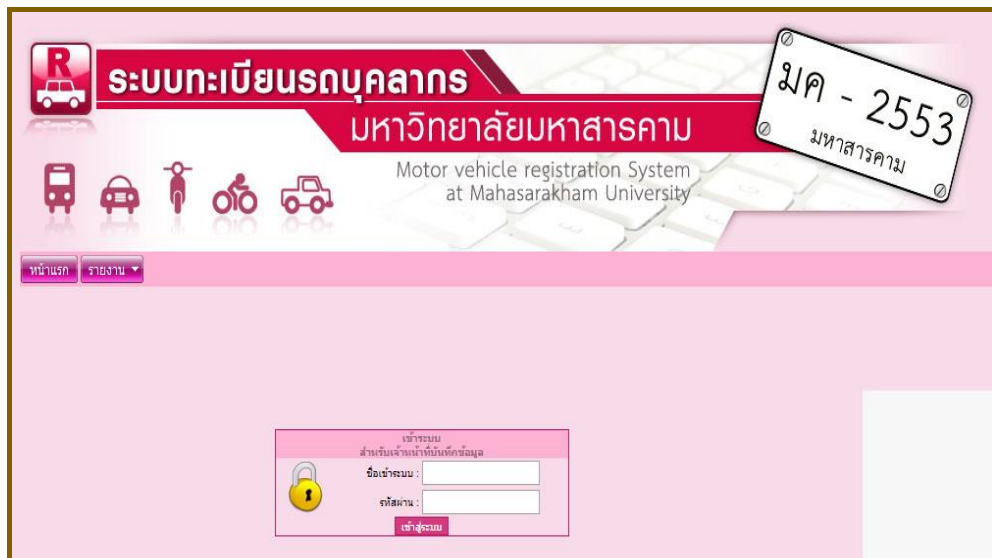 R
ระบบทะเบียนรถบุคลากร
มหาวิทยาลัยมหาสารคาม
Motor vehicle registration System
at Mahasarakham University
มค - 2553
มหาสารคาม
หน้าแรก
รายงาน
เข้าระบบ
สำหรับเจ้าหน้าที่บันทึกข้อมูล
ชื่อเข้าระบบ :
รหัสผ่าน :
เข้าสู่ระบบ